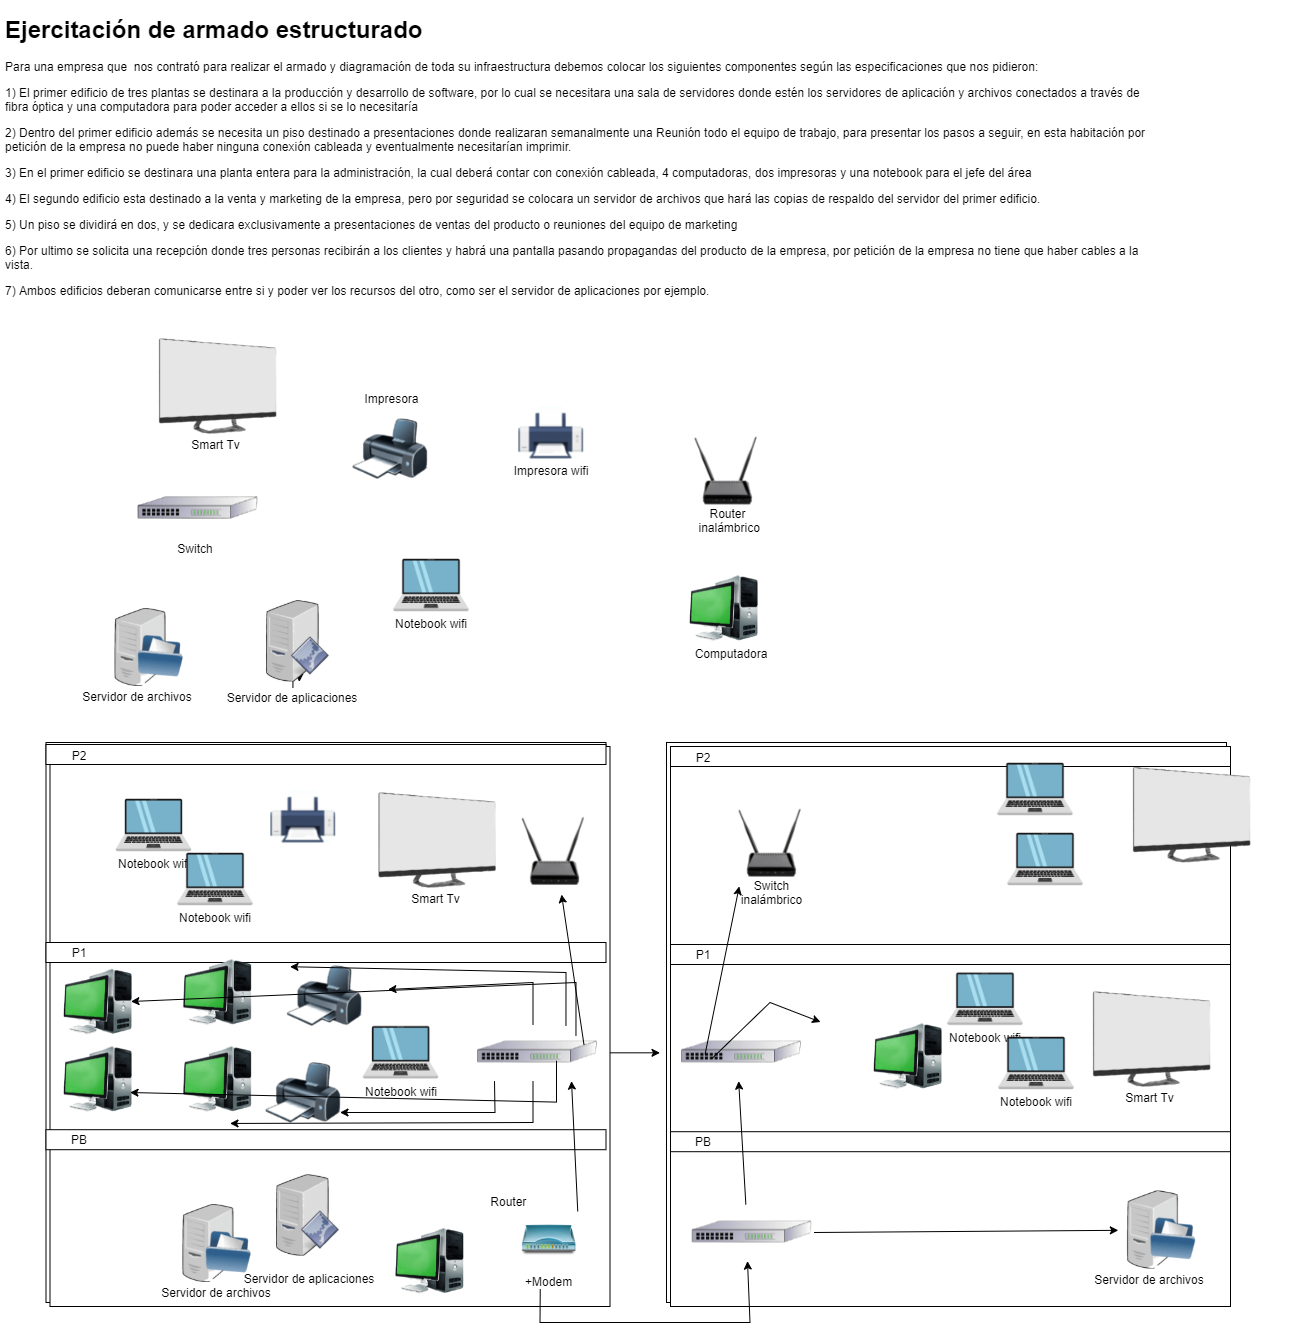 Ejercitación de armado estructurado
Para una empresa que  nos contrató para realizar el armado y diagramación de toda su infraestructura debemos colocar los siguientes componentes según las especificaciones que nos pidieron:
1) El primer edificio de tres plantas se destinara a la producción y desarrollo de software, por lo cual se necesitara una sala de servidores donde estén los servidores de aplicación y archivos conectados a través de
fibra óptica y una computadora para poder acceder a ellos si se lo necesitaría
2) Dentro del primer edificio además se necesita un piso destinado a presentaciones donde realizaran semanalmente una Reunión todo el equipo de trabajo, para presentar los pasos a seguir, en esta habitación por
petición de la empresa no puede haber ninguna conexión cableada y eventualmente necesitarían imprimir.
3) En el primer edificio se destinara una planta entera para la administración, la cual deberá contar con conexión cableada, 4 computadoras, dos impresoras y una notebook para el jefe del área
4) El segundo edificio esta destinado a la venta y marketing de la empresa, pero por seguridad se colocara un servidor de archivos que hará las copias de respaldo del servidor del primer edificio.
5) Un piso se dividirá en dos, y se dedicara exclusivamente a presentaciones de ventas del producto o reuniones del equipo de marketing
6) Por ultimo se solicita una recepción donde tres personas recibirán a los clientes y habrá una pantalla pasando propagandas del producto de la empresa, por petición de la empresa no tiene que haber cables a la
vista.
7) Ambos edificios deberan comunicarse entre si y poder ver los recursos del otro, como ser el servidor de aplicaciones por ejemplo.
Smart Tv
Impresora
Impresora wifi
Router
inalámbrico
Switch
Notebook wifi
Computadora
Servidor de archivos
Servidor de aplicaciones
P2
Notebook wif
Notebook wifi
Smart Tv
P1
Notebook wifi
PB
Router
+Modem
Servidor de aplicaciones
Servidor de archivos
P2
Switch
inalámbrico
P1
Notebook wifi
Notebook wifi
Smart Tv
PB
Servidor de archivos